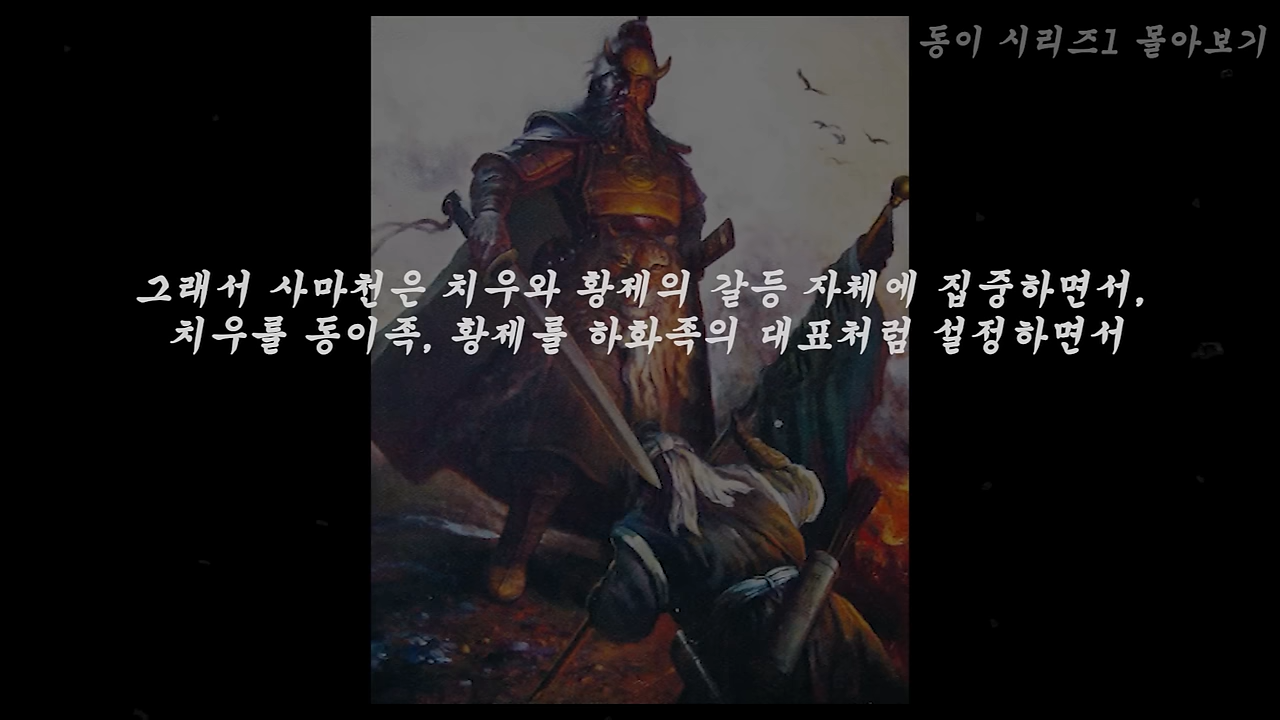 동이 시리즈1 몰아보기
그래서 사마천은 치우와 황제의 갈등 자체에 집중하면서,
치우를 동이족, 황제를 하화족의 대표처럼 설정하면서